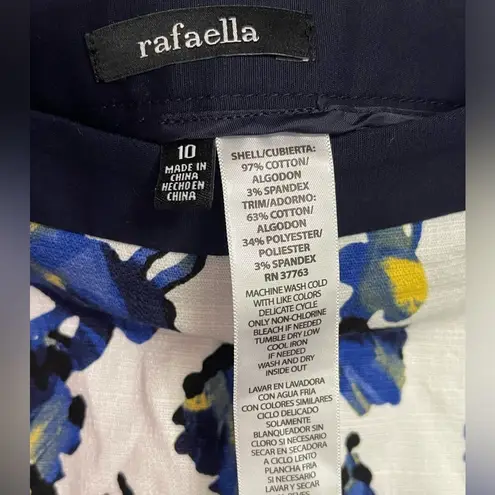 rafaella
10
MADE IN
CHINA
HECHO EN
CHINA
SHELL/CUBIERTA:
97% COTTON/
ALGODON
3% SPANDEX
TRIM/ADORNO:
63% COTTON/
ALGODON
34% POLYESTER/
POLIESTER
3% SPANDEX
RN 37763
MACHINE WASH COLD
WITH LIKE COLORS
DELICATE CYCLE
ONLY NON-CHLORINE
BLEACH IF NEEDED
TUMBLE DRY LOW
COOL IRON
IF NEEDED
WASH AND DRY
INSIDE OUT
LAVAR EN LAVADORA
CON AGUA FRIA
CON COLORES SIMILARES
CICLO DELICADO
SOLAMENTE
BLANQUEADOR SIN
CLORO SI NECESARIO
SECAR EN SECADORA
A CICLO LENTO
PLANCHA FRIA
SI NECESARIO
LAVAR Y SECAR